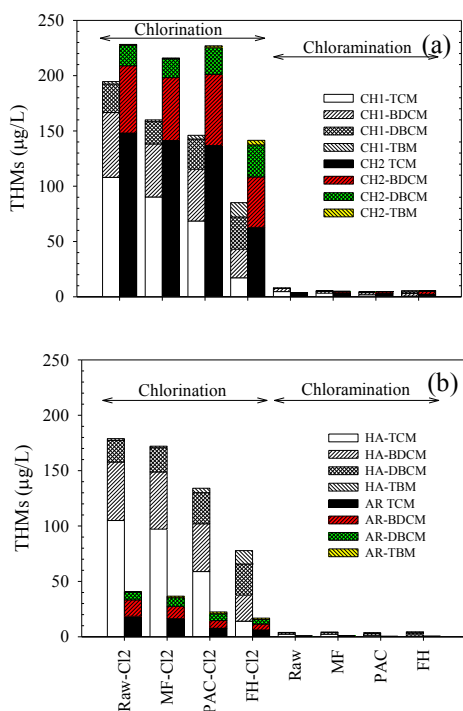 250
Chlorination
(a)
200
Chloramination
CH1-TCM
150
CH1-BDCM
CH1-DBCM
CH1-TBM
100
CH2 TCM
CH2-BDCM
CH2-DBCM
50
CH2-TBM
0
THMs (µg/L)
250
Chlorination
Chloramination
(b)
200
HA-TCM
150
HA-BDCM
HA-DBCM
HA-TBM
100
AR TCM
AR-BDCM
AR-DBCM
50
AR-TBM
0
THMs (µg/L)
Raw-Cl2
MF-Cl2
PAC-Cl2
FH-Cl2
Raw
MF
PAC
FH